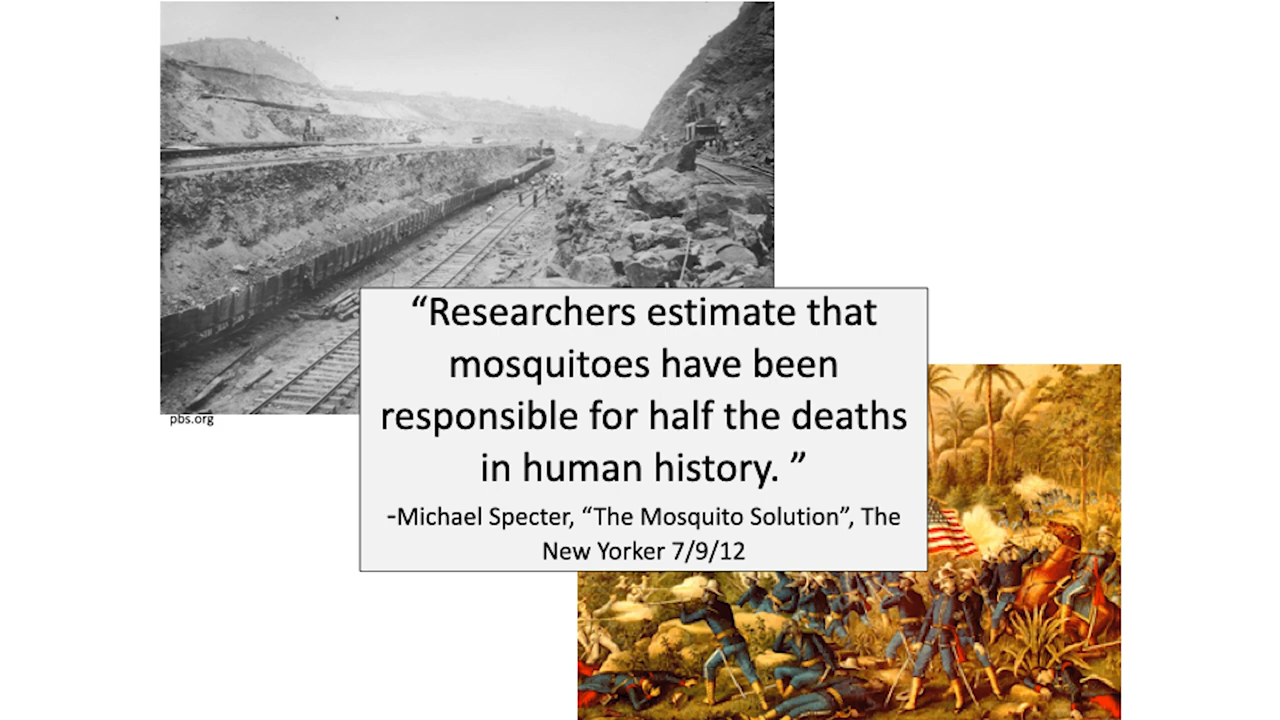 “Researchers estimate that
mosquitoes have been
responsible for half the deaths
in human history. ”
-Michael Specter, “The Mosquito Solution”, The
New Yorker 7/9/12
pbs.org